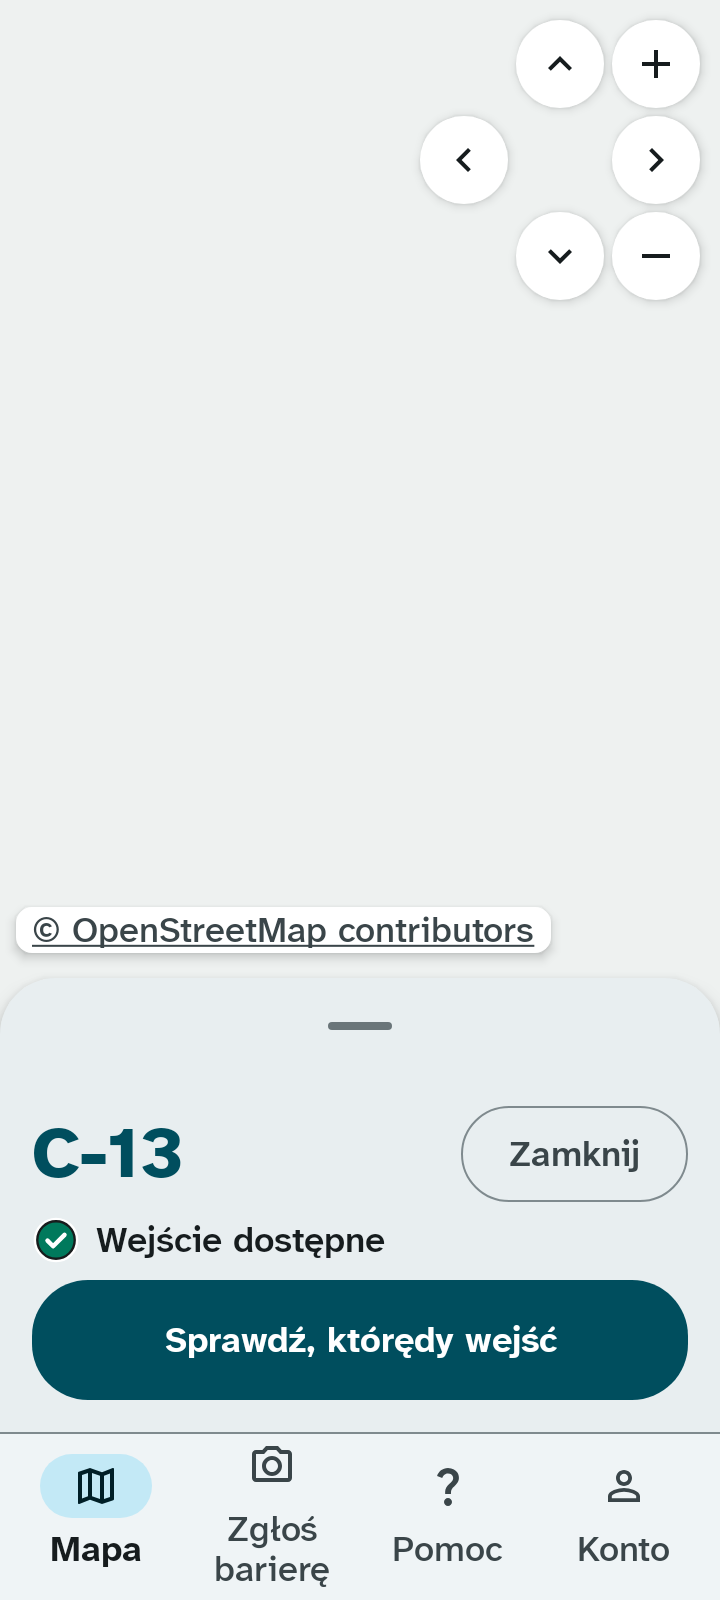 © OpenStreetMap contributors
C-13
Zamknij
Wejście dostępne
Sprawdź, którędy wejść
Mapa
Zgłoś
barierę
Pomoc
Konto